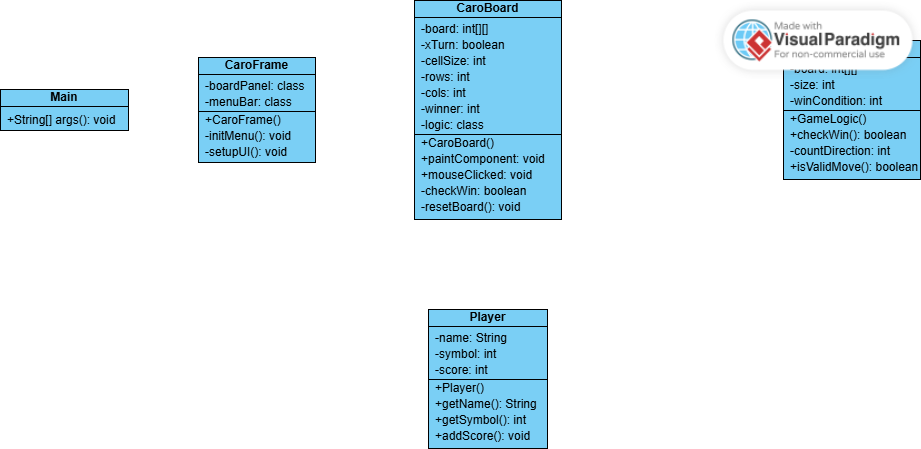 Main
+String[] args(): void
CaroFrame
-boardPanel: class
-menuBar: class
+CaroFrame()
-initMenu(): void
-setupUI(): void
CaroBoard
-board: int[][]
-xTurn: boolean
-cellSize: int
-rows: int
-cols: int
-winner: int
-logic: class
+CaroBoard()
+paintComponent: void
+mouseClicked: void
-checkWin: boolean
-resetBoard(): void
Made with
VisualParadigm
For non-commercial use
-board: int[][]
-size: int
-winCondition: int
+GameLogic()
+checkWin(): boolean
-countDirection: int
+isValidMove(): boolean
Player
-name: String
-symbol: int
-score: int
+Player()
+getName(): String
+getSymbol(): int
+addScore(): void